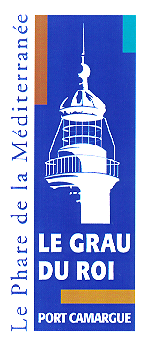 Le Phare de la Méditerranée
LE GRAU
DU ROI
PORT CAMARGUE